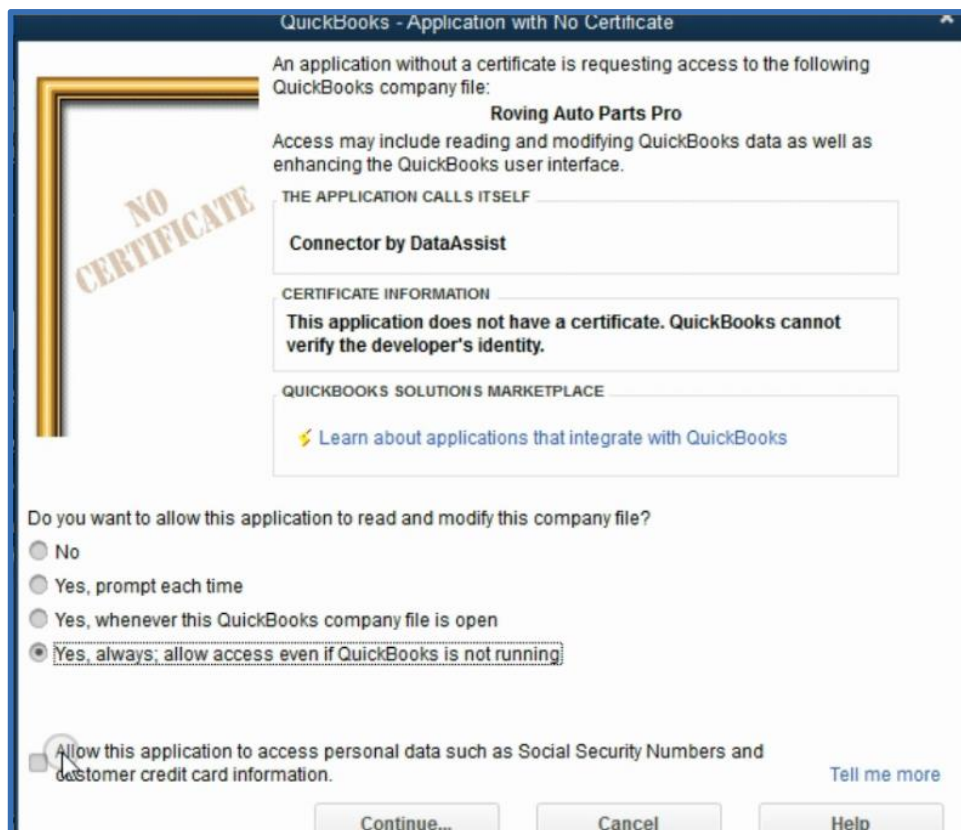 QuickBooks - Application with No Certificate
An application without a certificate is requesting access to the following
QuickBooks company file:
Roving Auto Parts Pro
Access may include reading and modifying QuickBooks data as well as
enhancing the QuickBooks user interface.
NO
CERTIFICATE
THE APPLICATION CALLS ITSELF
Connector by DataAssist
CERTIFICATE INFORMATION
This application does not have a certificate. QuickBooks cannot
verify the developer's identity.
QUICKBOOKS SOLUTIONS MARKETPLACE
Learn about applications that integrate with QuickBooks
Do you want to allow this application to read and modify this company file?
No
Yes, prompt each time
Yes, whenever this QuickBooks company file is open
Yes, always; allow access even if QuickBooks is not running
Allow this application to access personal data such as Social Security Numbers and
customer credit card information.
Tell me more
Continue...
Cancel
Help